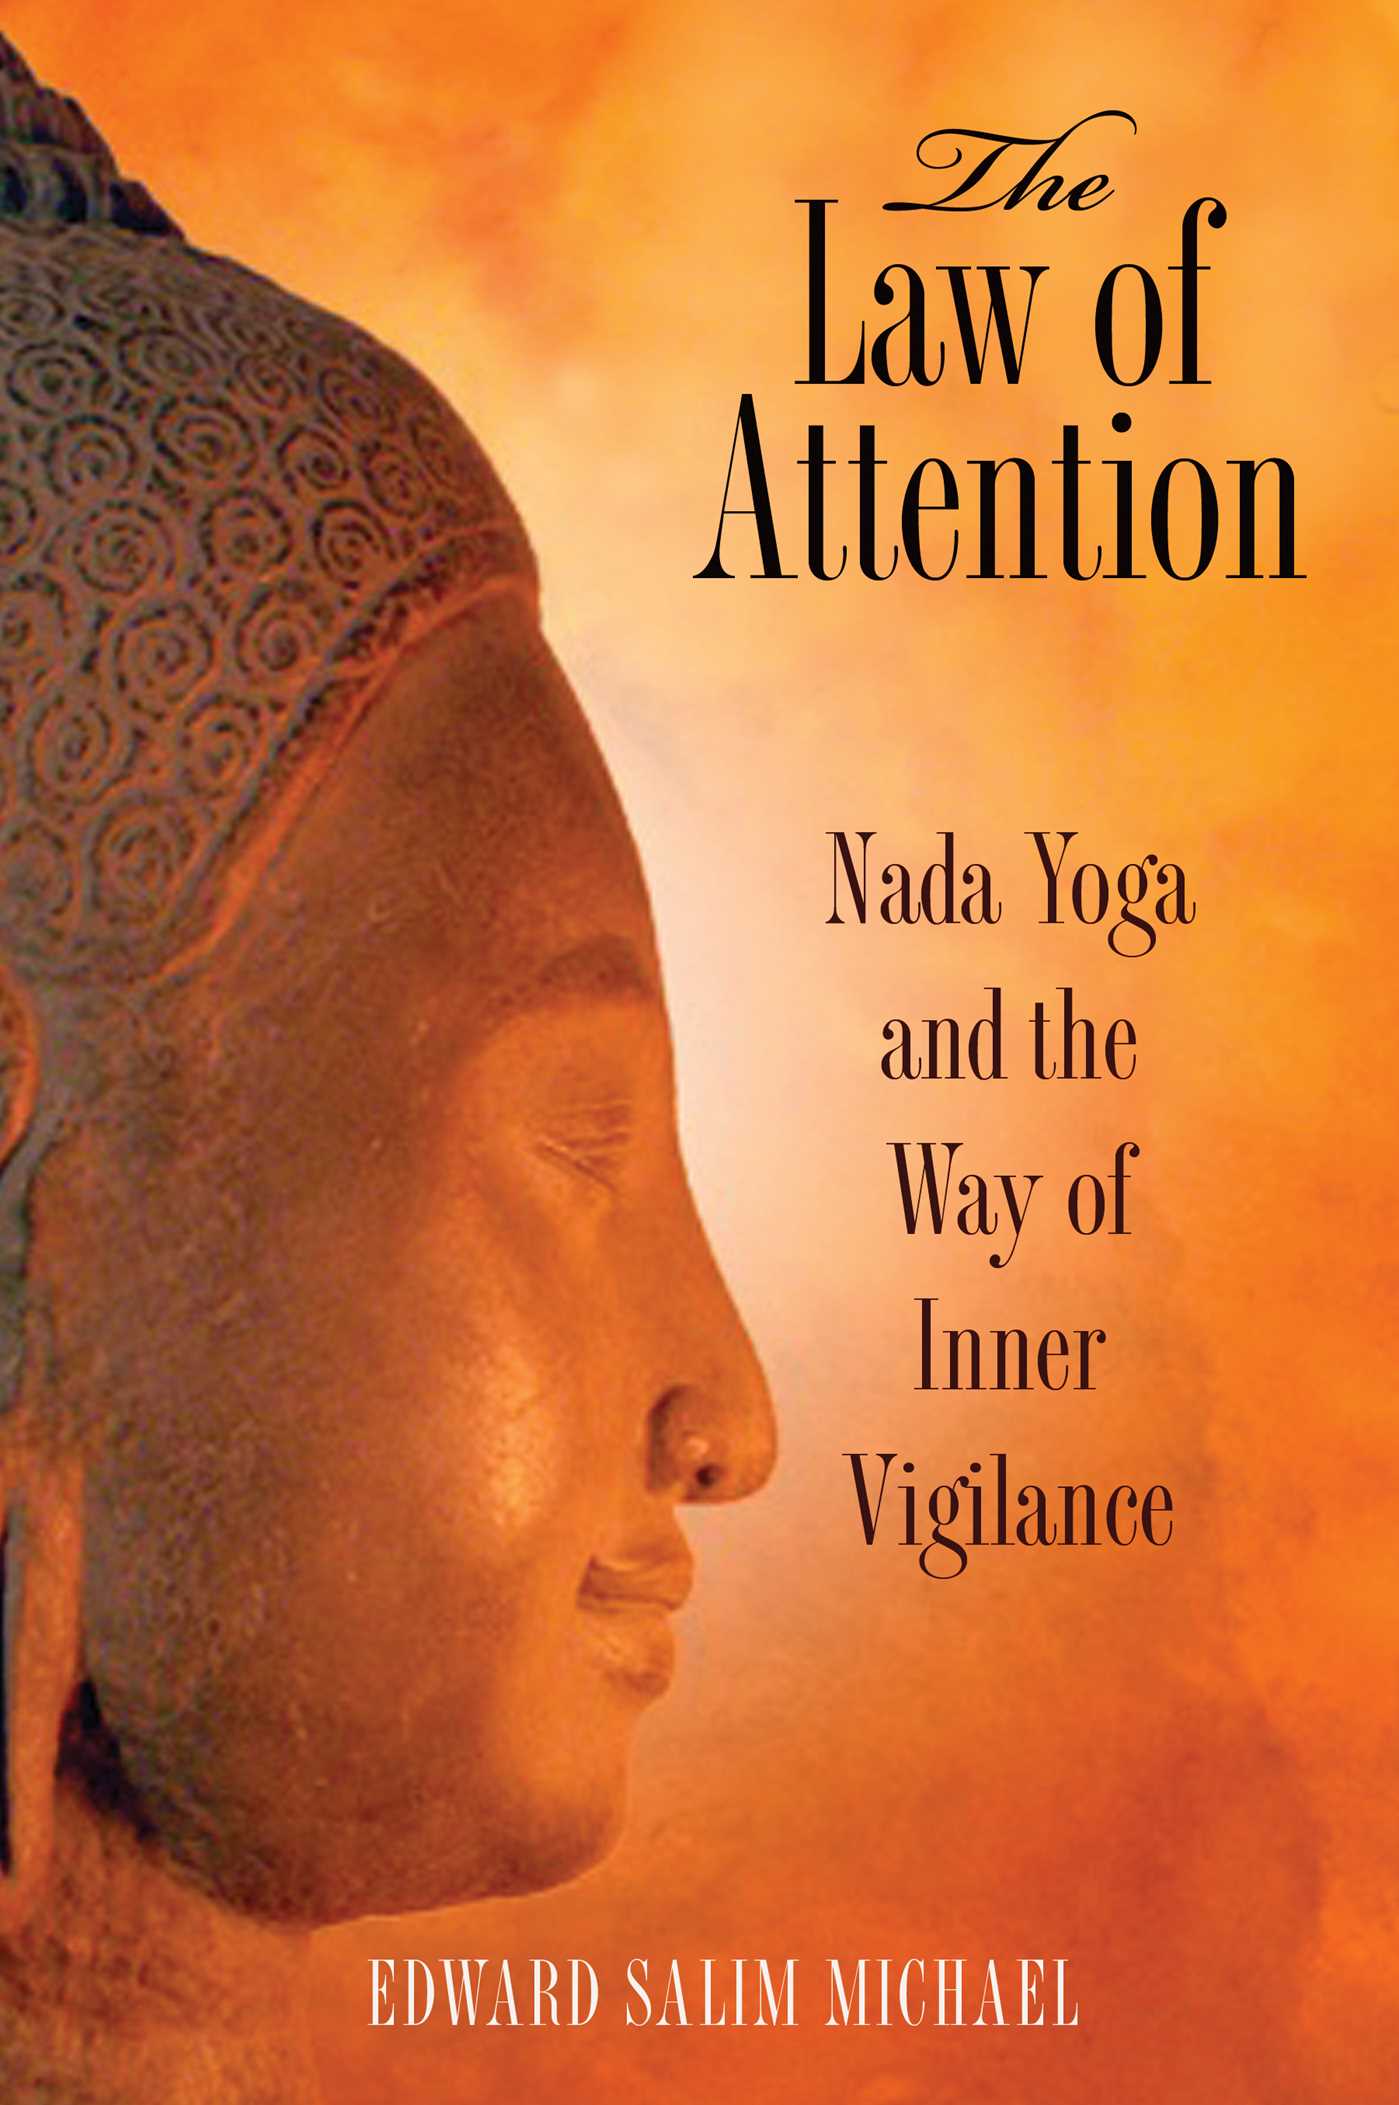 The
Law of
Attention
Nada Yoga
and the
Way of
Inner
Vigilance
EDWARD SALIM MICHAEL